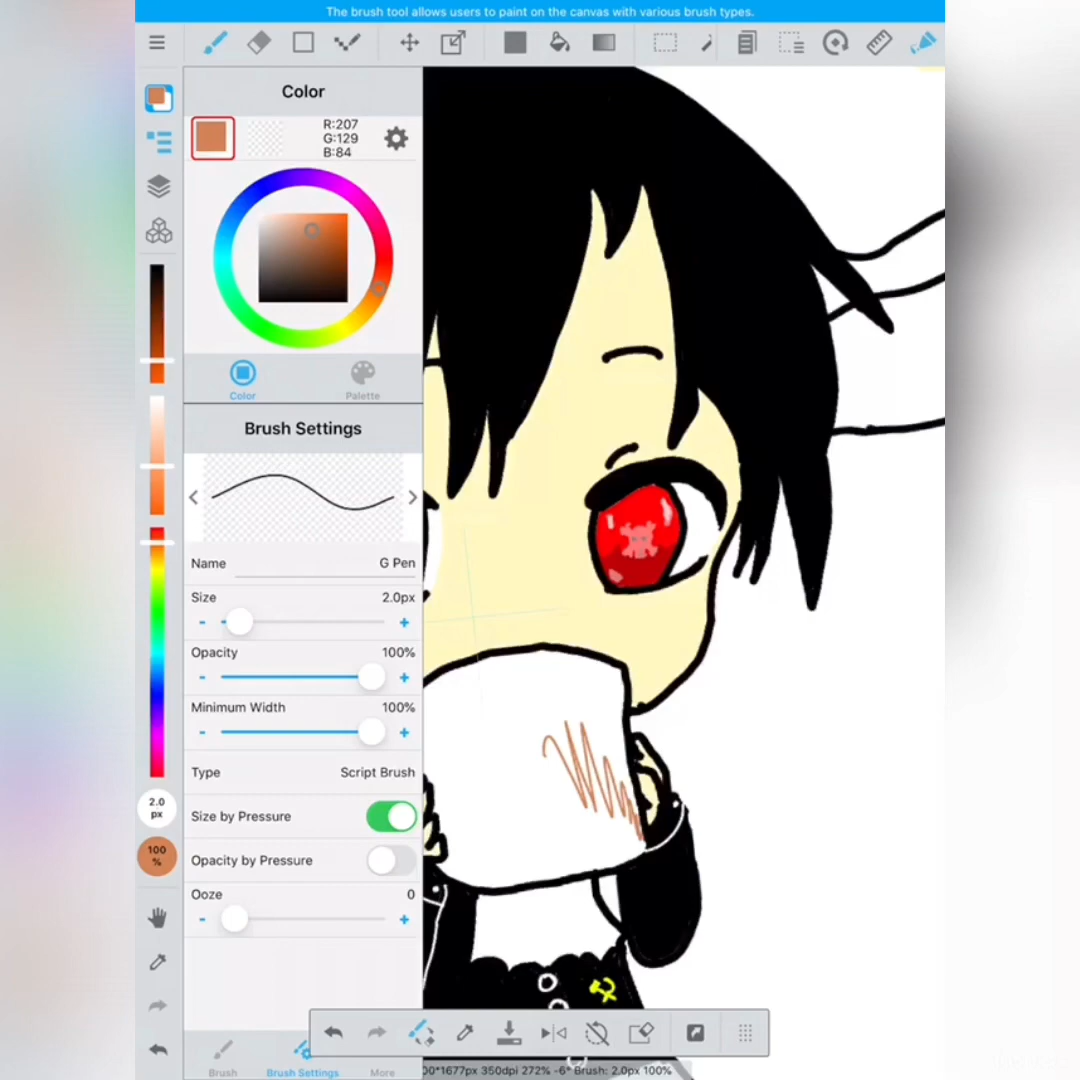 The brush tool allows users to paint on the canvas with various brush types.
Color
R:207
G:129
B:84
Color
Palette
Brush Settings
Name
G Pen
Size
2.0px
-
+
Opacity
100%
-
+
Minimum Width
100%
-
+
Type
Script Brush
Size by Pressure
Opacity by Pressure
Ooze
0
-
+
2.0
px
100
%
Brush
Brush Settings
More
00*1677px 350dpi 272% -6° Brush: 2.0px 100%